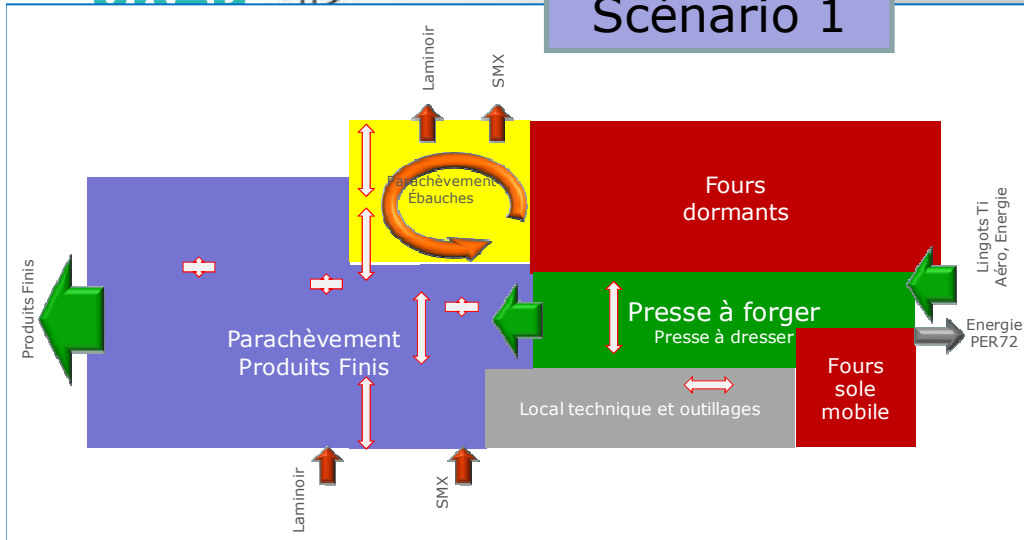 Scénario 1
Laminoir
SMX
Parachèvement
Ébauches
Fours
dormants
Lingots Ti
Aéro, Energie
Produits Finis
Parachèvement
Produits Finis
Presse à forger
Presse à dresser
Energie
PER72
Fours
sole
mobile
Local technique et outillages
Laminoir
SMX